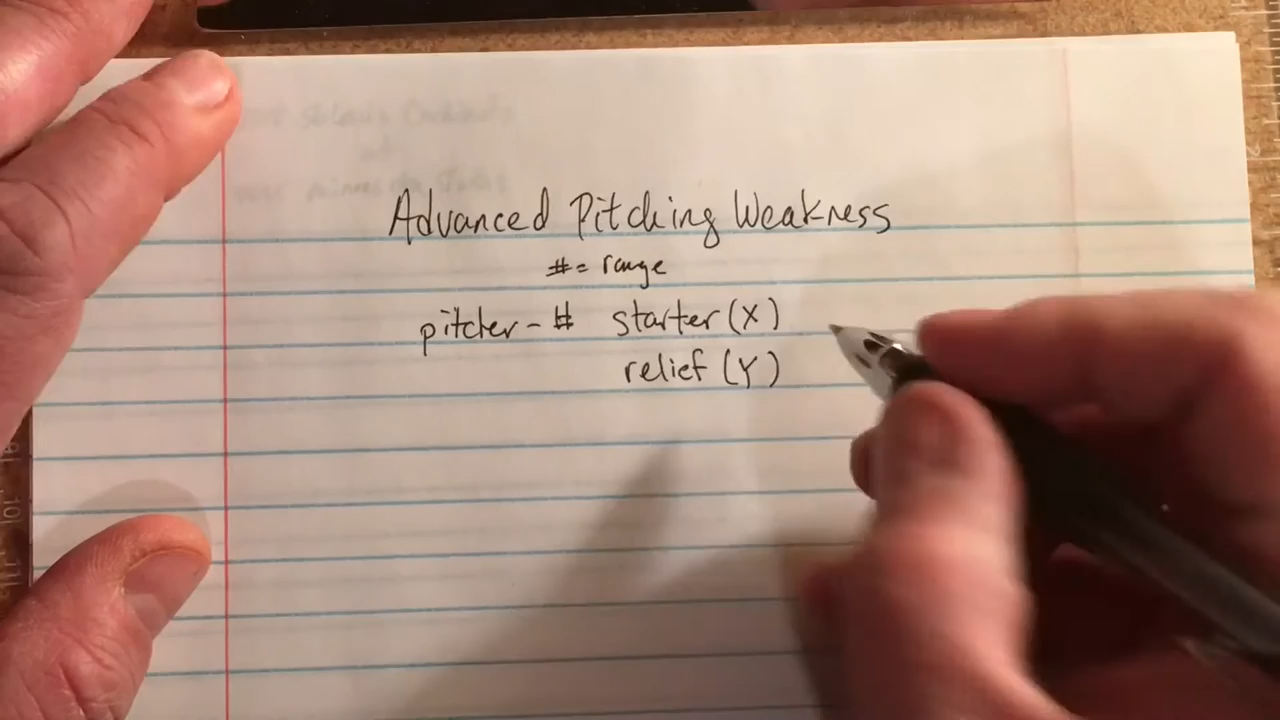 Advanced Pitching Weakness
# = range
pitcher - # starter (X)
relief (Y)